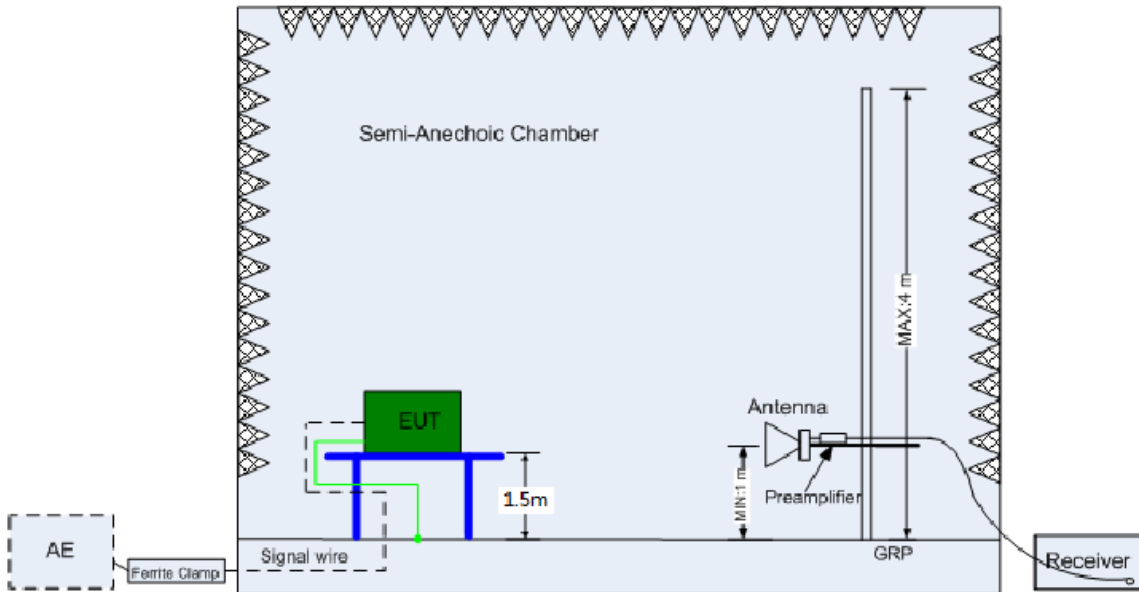 Semi-Anechoic Chamber
MAX:4 m
EUT
Antenna
1.5m
MIN:1 m
Preamplifier
AE
Ferrite Clamp
Signal wire
GRP
Receiver